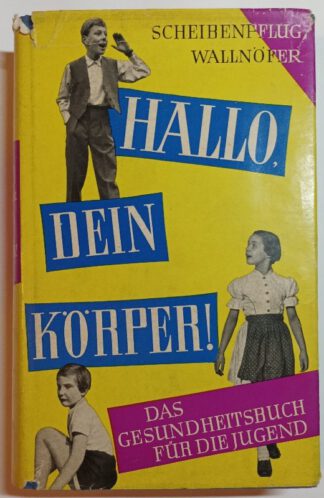 SCHEIBENPFLUG,
WALLNÖFER
HALLO,
DEIN
KÖRPER!
DAS
GESUNDHEITSBUCH
FÜR DIE JUGEND